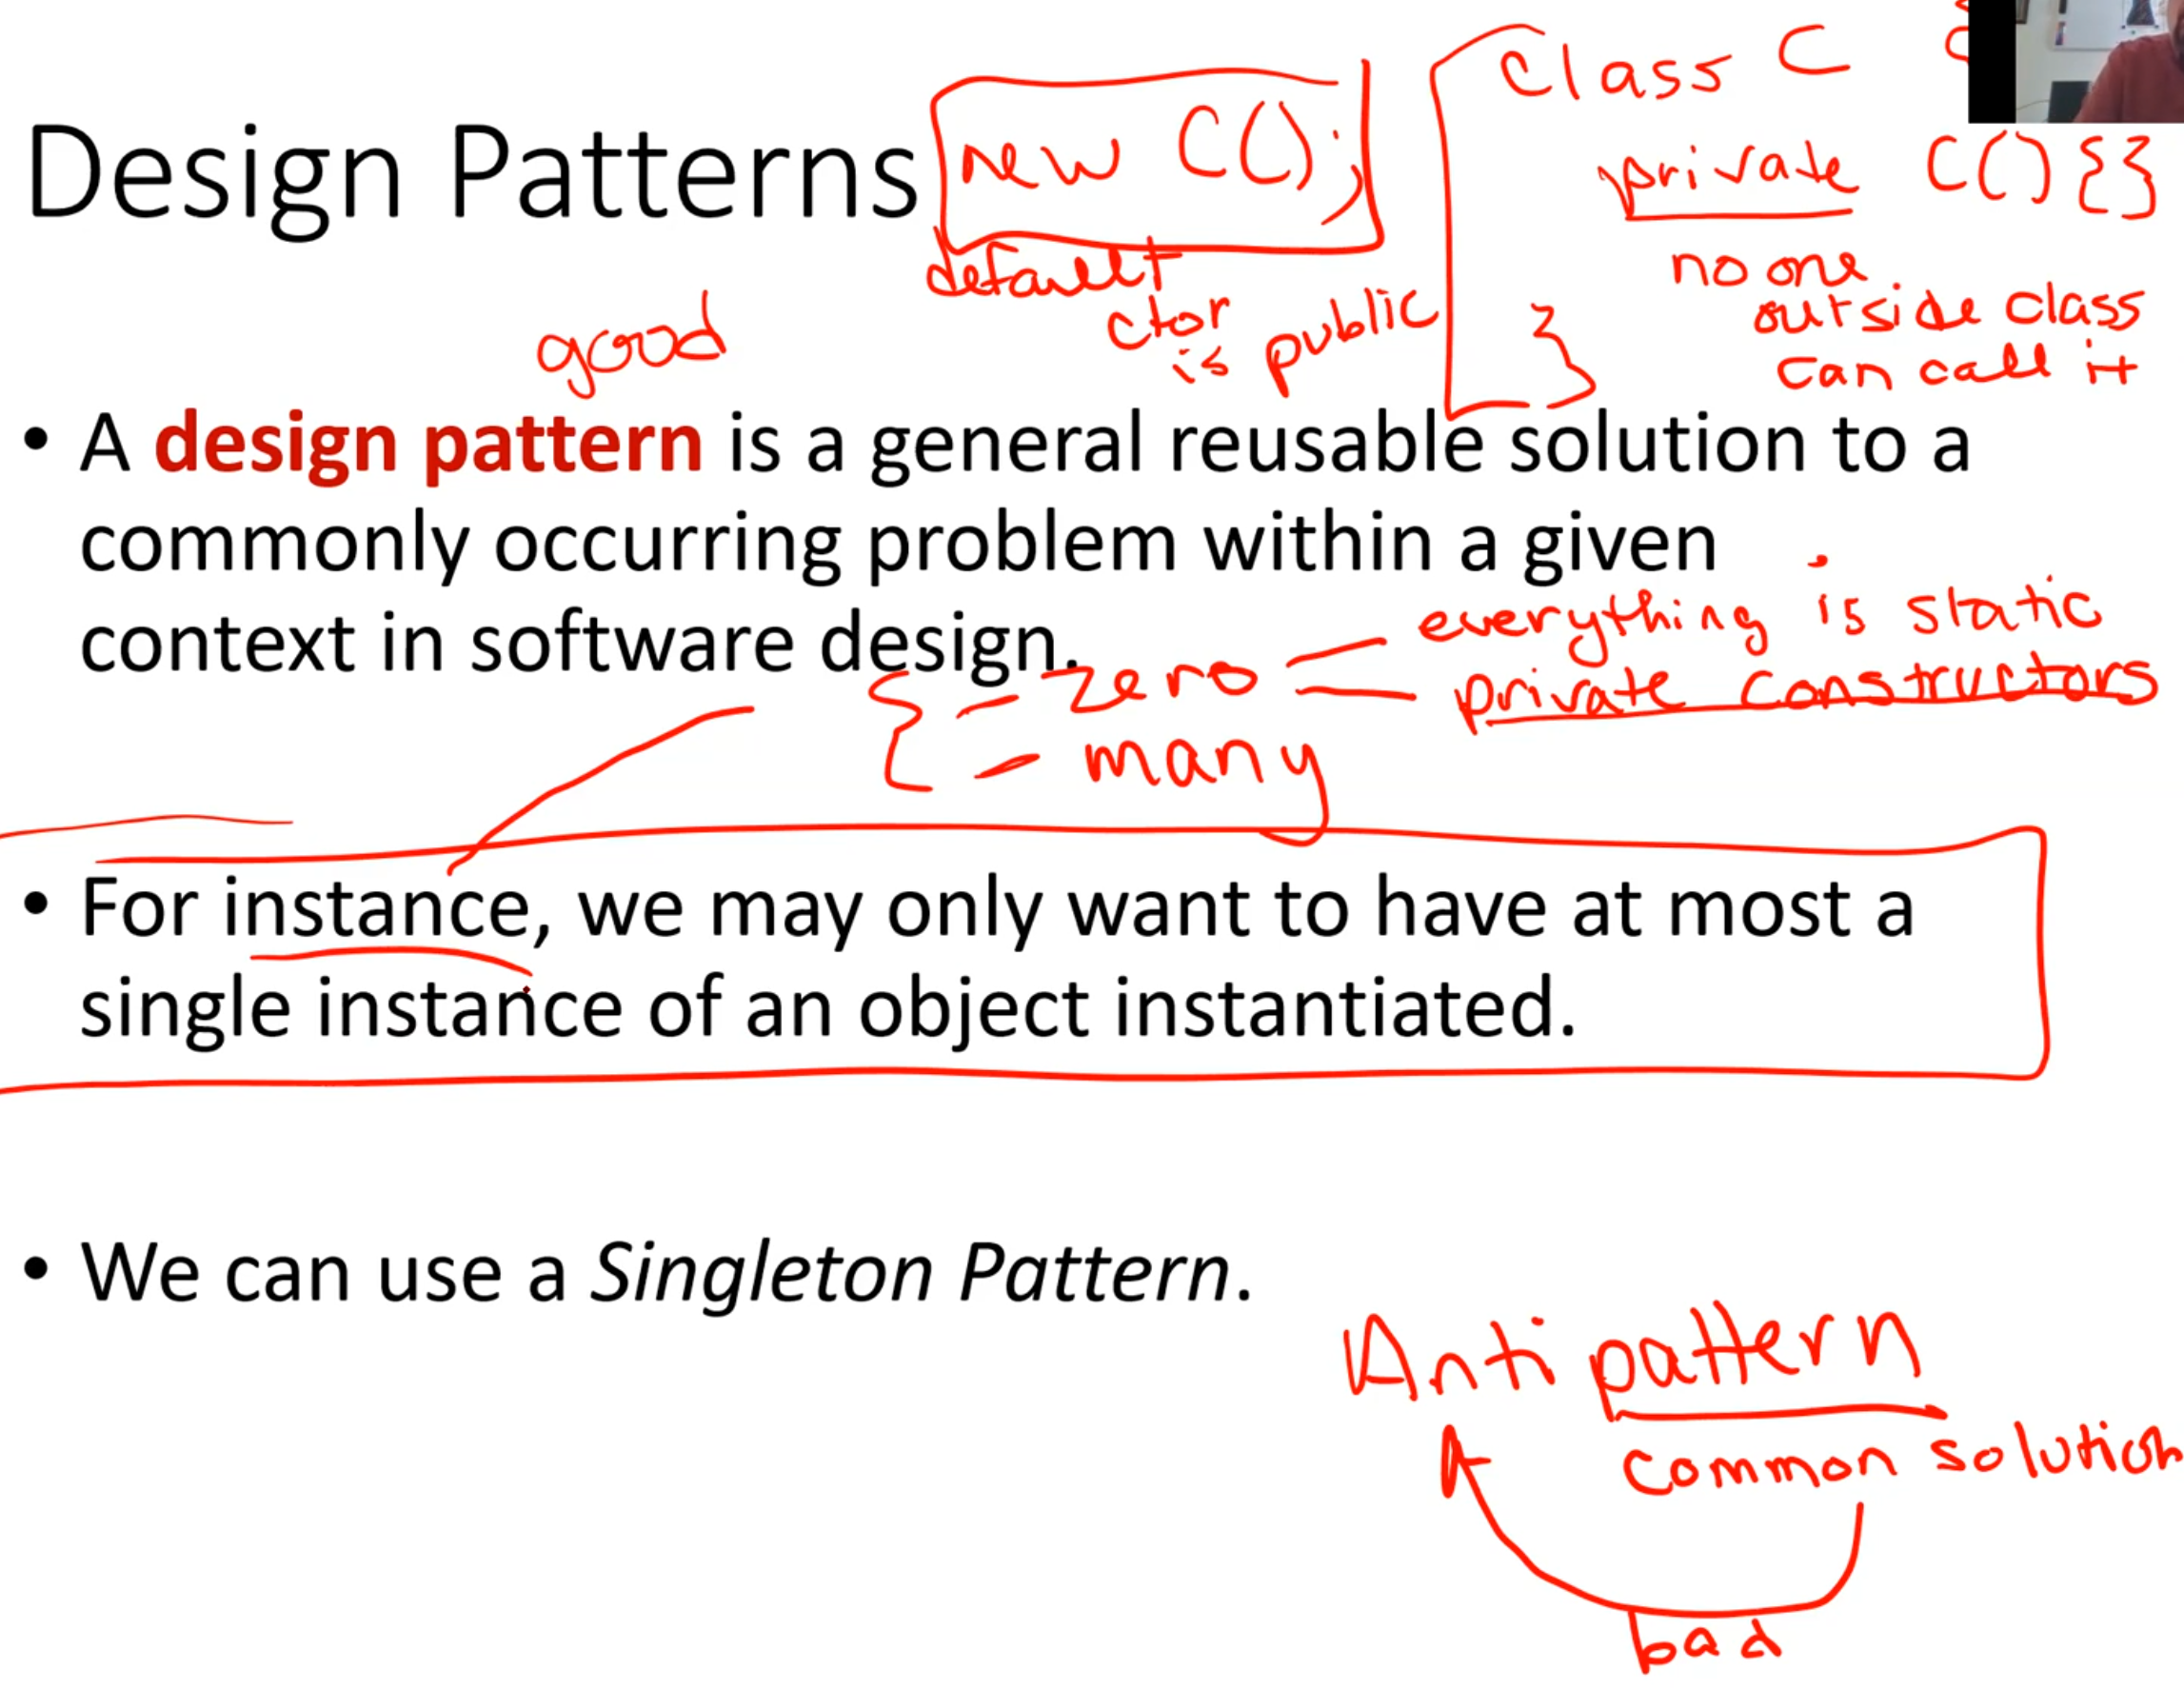 Class C {
Design Patterns
new C();
private C(){}
default
ctor
is public
no one
outside class
can call it
}
good
• A design pattern is a general reusable solution to a
commonly occurring problem within a given
context in software design.
- zero
everything is static
private constructors
- many
• For instance, we may only want to have at most a
single instance of an object instantiated.
• We can use a Singleton Pattern.
Anti pattern
common solution
bad